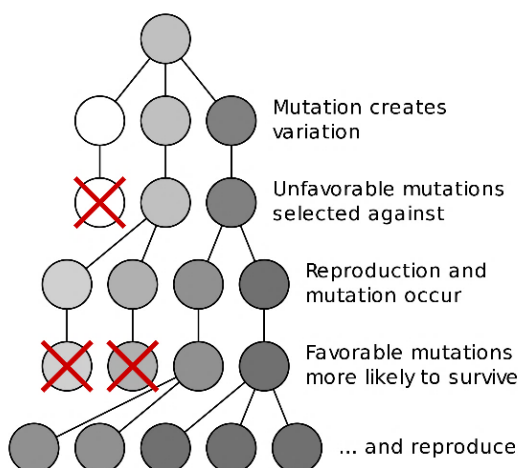 Mutation creates
variation
Unfavorable mutations
selected against
Reproduction and
mutation occur
Favorable mutations
more likely to survive
... and reproduce